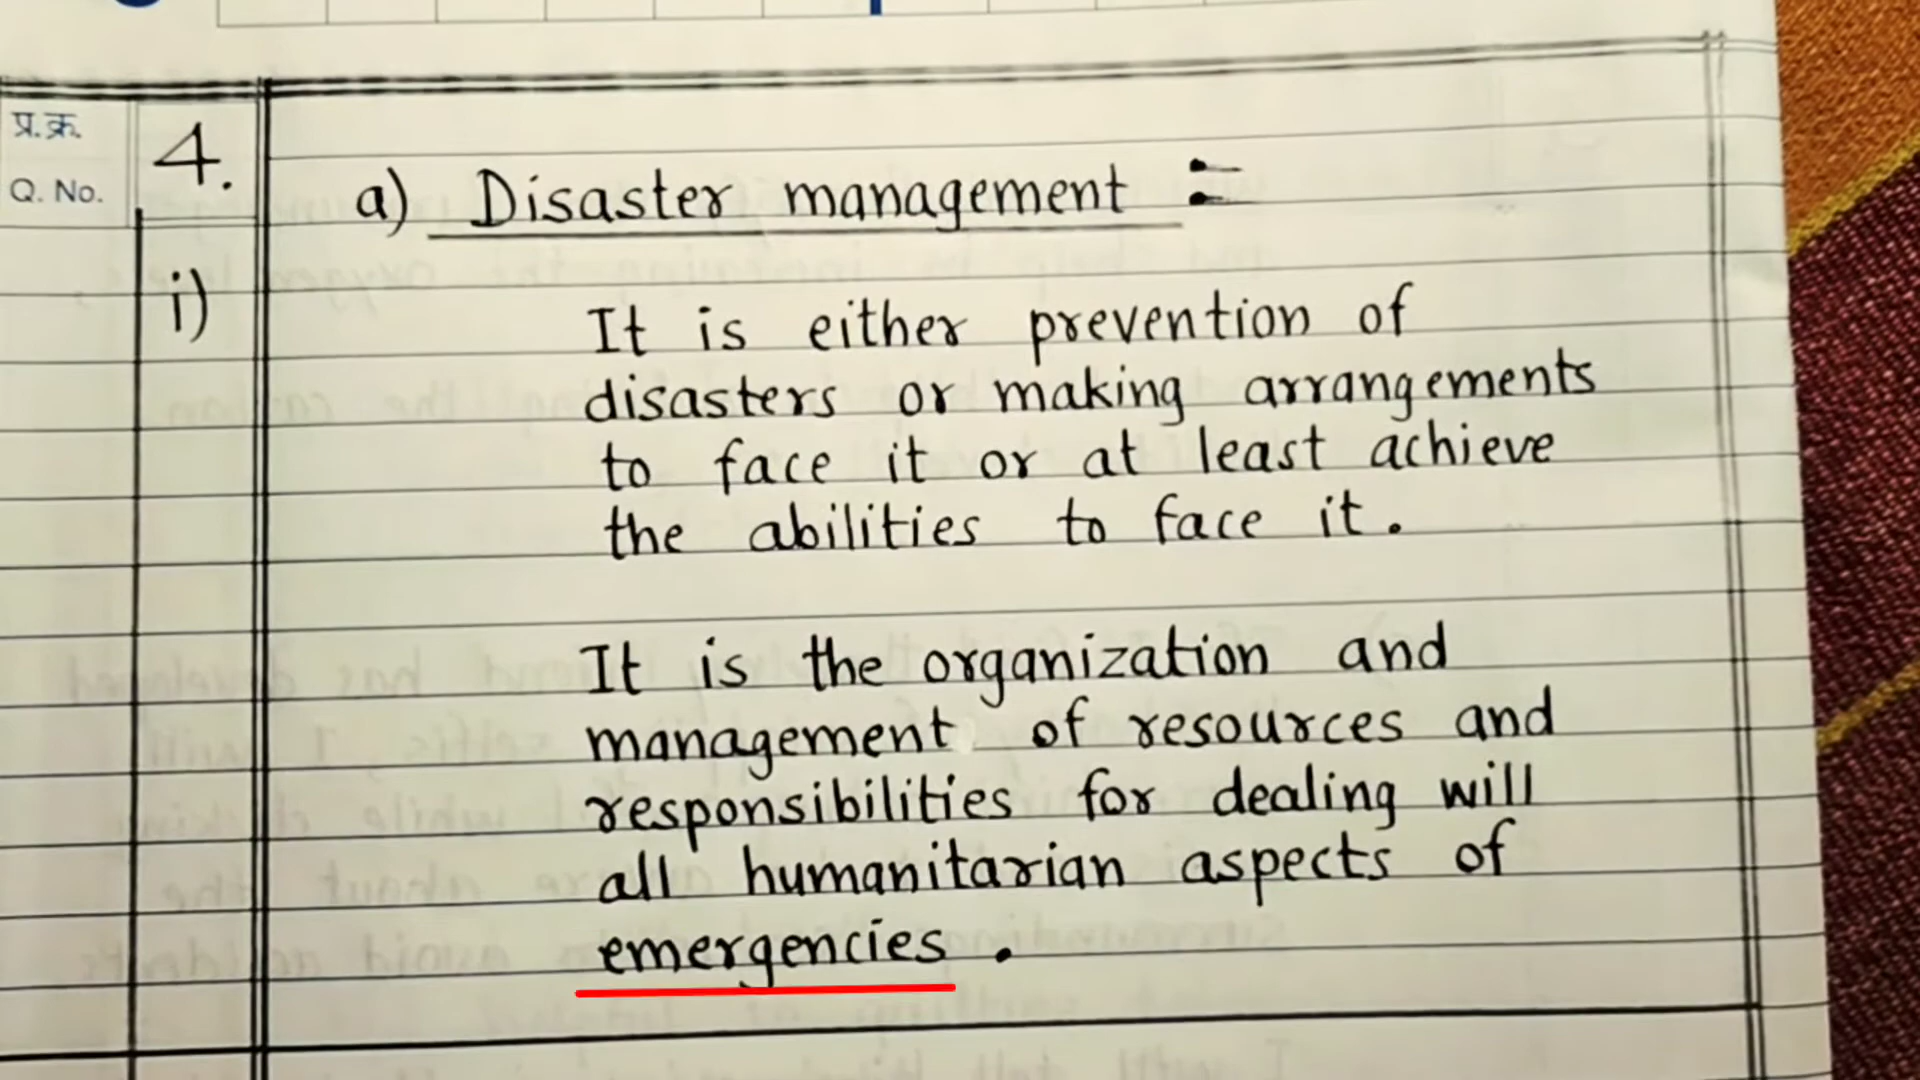 प्र.क्र. 4.
Q. No.
a) Disaster management :-
i)
It is either prevention of
disasters or making arrangements
to face it or at least achieve
the abilities to face it.
It is the organization and
management of resources and
responsibilities for dealing will
all humanitarian aspects of
emergencies.